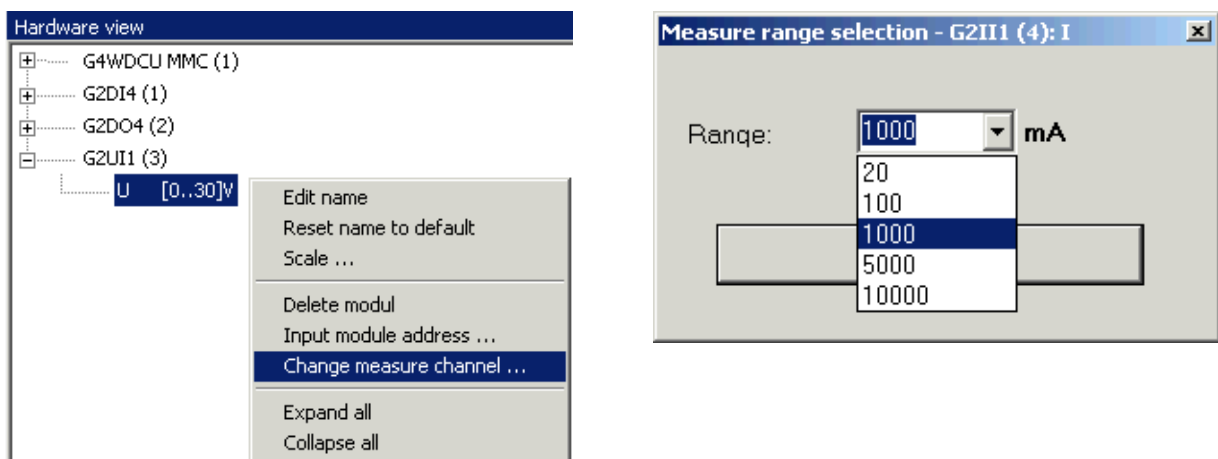 Hardware view
G4WDCU MMC (1)
G2DI4 (1)
G2DO4 (2)
G2UI1 (3)
U [0..30]V
Edit name
Reset name to default
Scale ...
Delete modul
Input module address ...
Change measure channel ...
Expand all
Collapse all
Measure range selection - G2II1 (4): I
Range: 1000 mA
20
100
1000
5000
10000